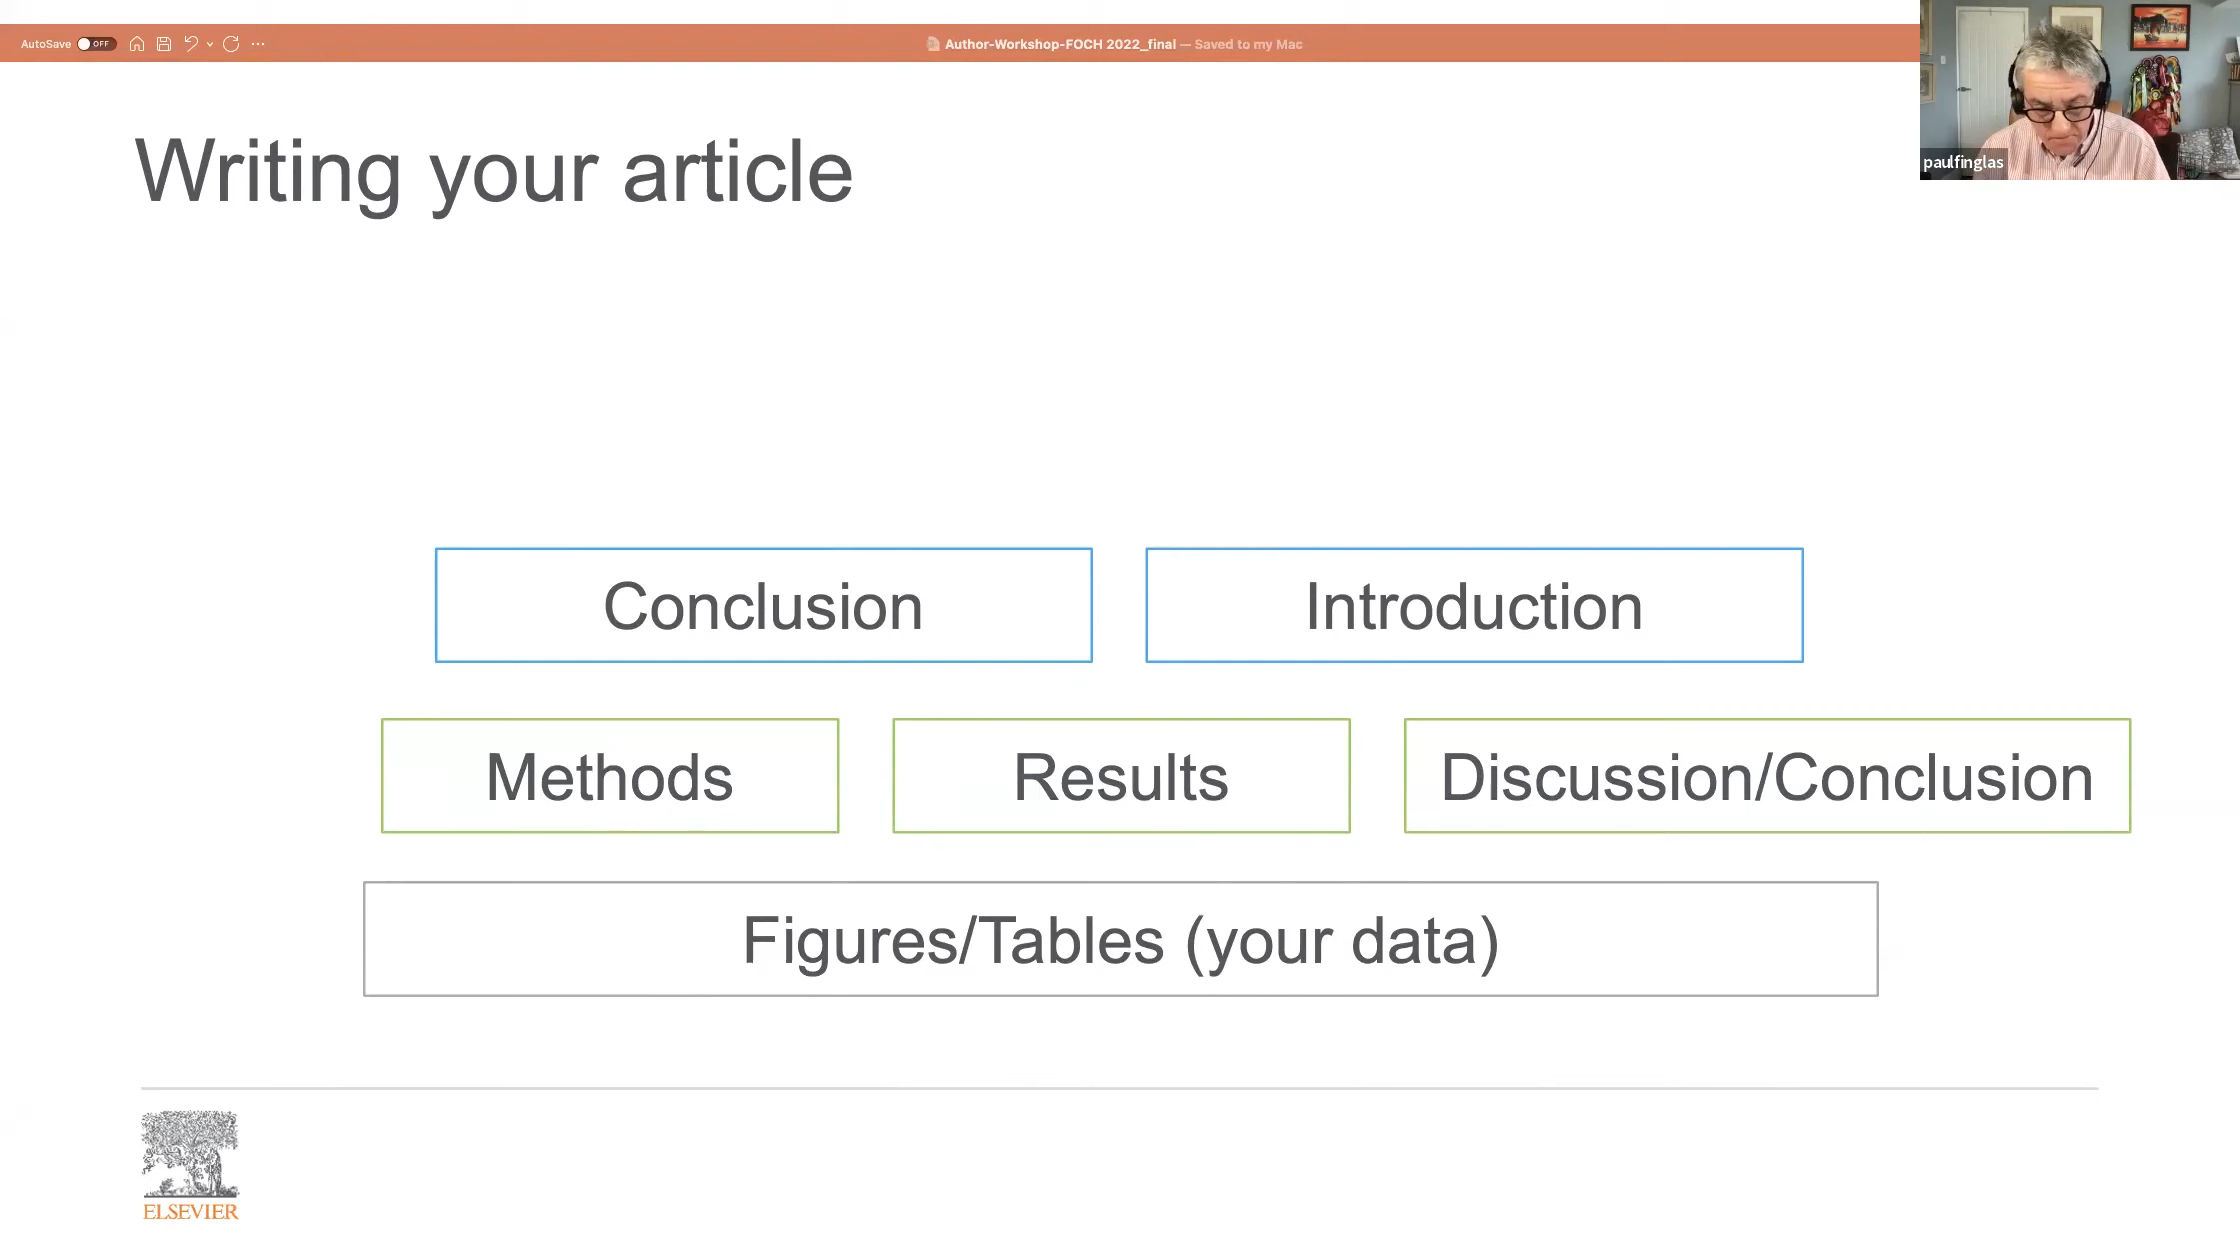 AutoSave OFF
Author-Workshop-FOCH 2022_final — Saved to my Mac
paulfinglas
Writing your article
Conclusion Introduction
Methods Results Discussion/Conclusion
Figures/Tables (your data)
ELSEVIER